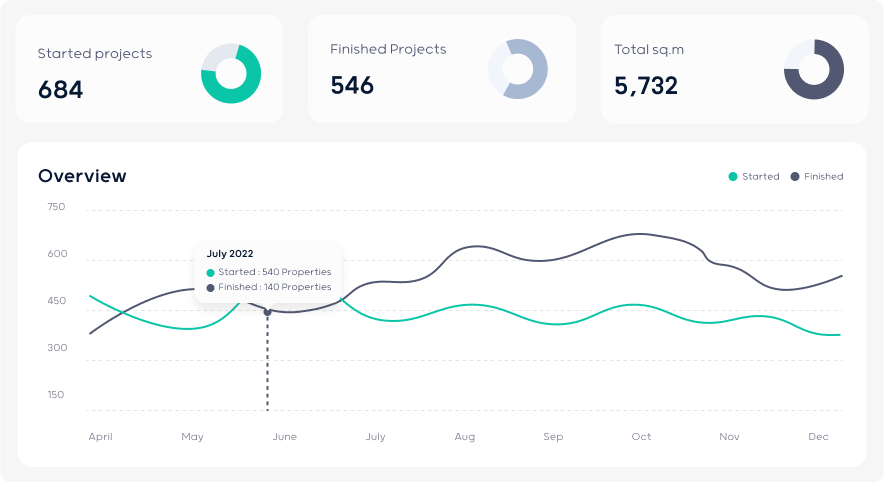 Started projects
684
Finished Projects
546
Total sq.m
5,732
Overview
Started
Finished
750
600
450
300
150
July 2022
Started : 540 Properties
Finished : 140 Properties
April May June July Aug Sep Oct Nov Dec